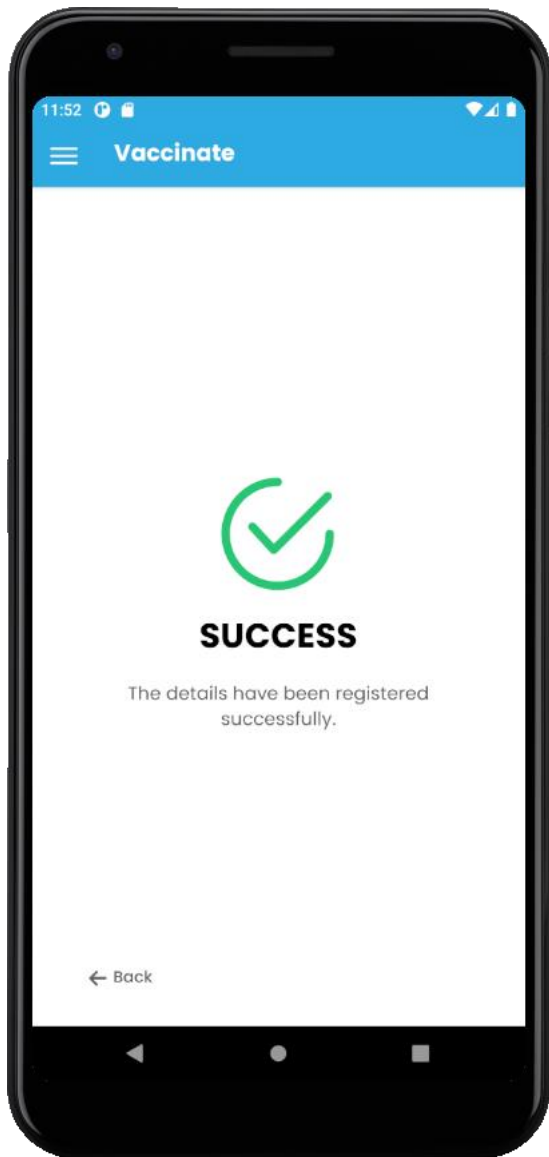 11:52
Vaccinate
SUCCESS
The details have been registered
successfully.
Back